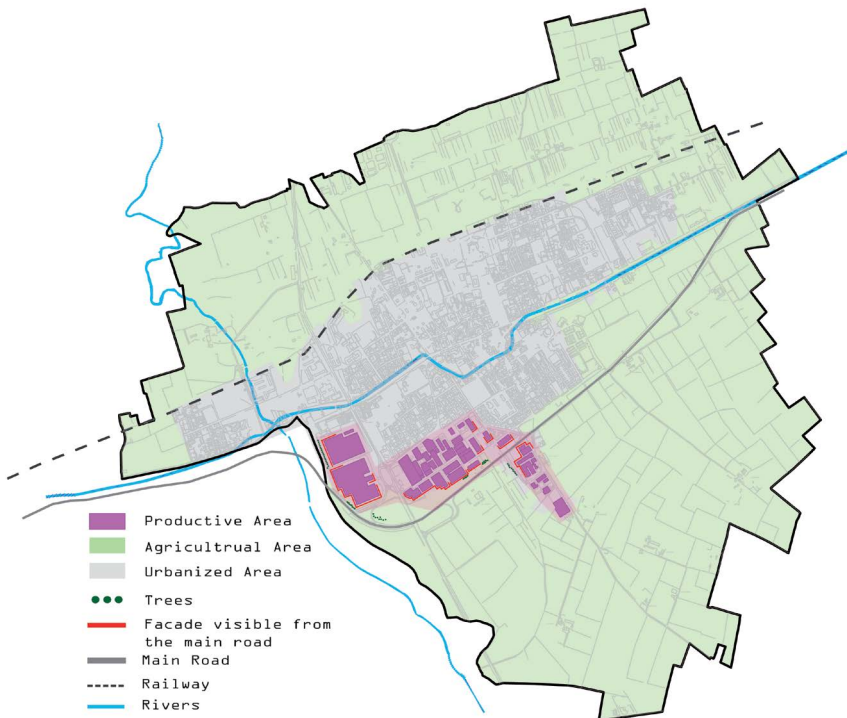 Productive Area
Agricultrual Area
Urbanized Area
Trees
Facade visible from
the main road
Main Road
Railway
Rivers